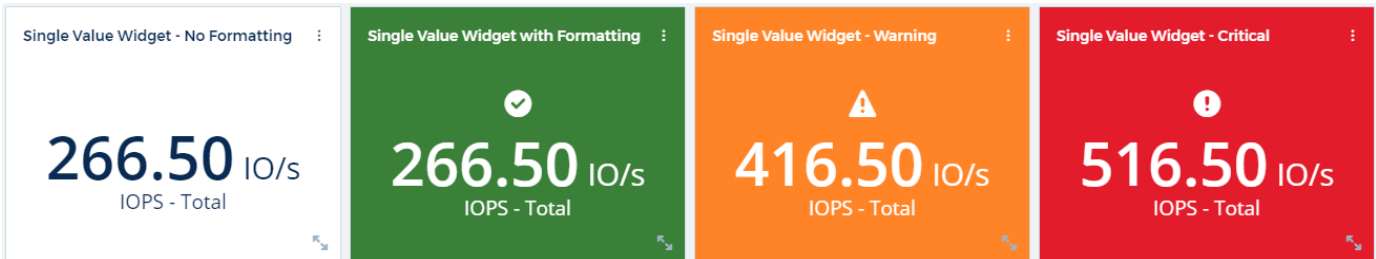 Single Value Widget - No Formatting
266.50 IO/s
IOPS - Total
Single Value Widget with Formatting
266.50 IO/s
IOPS - Total
Single Value Widget - Warning
416.50 IO/s
IOPS - Total
Single Value Widget - Critical
516.50 IO/s
IOPS - Total